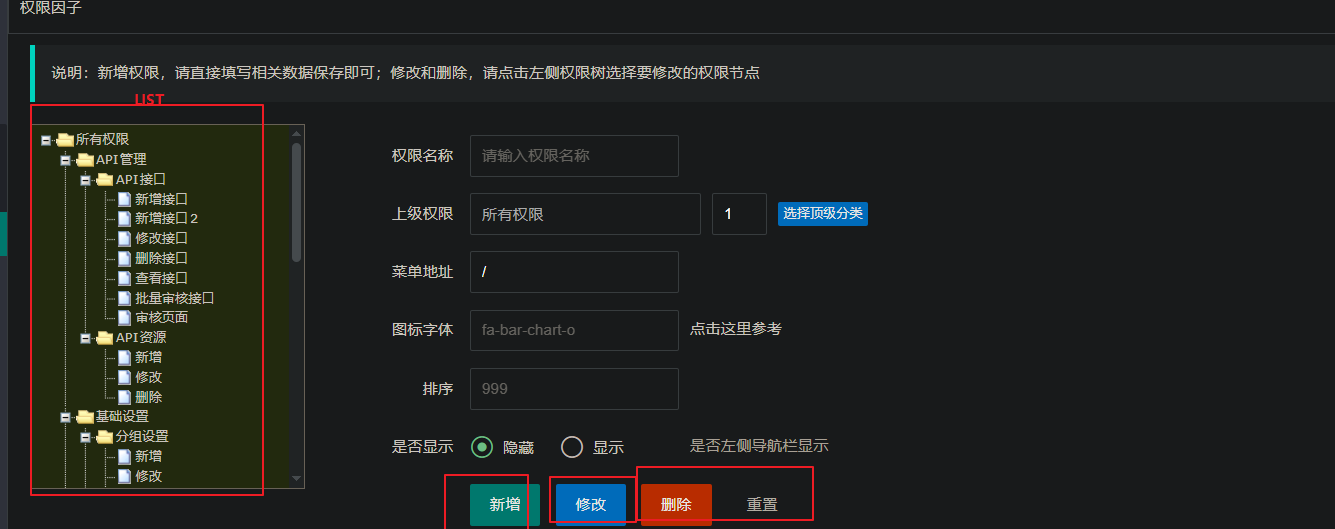 权限因子
说明：新增权限，请直接填写相关数据保存即可；修改和删除，请点击左侧权限树选择要修改的权限节点
LIST
所有权限
API管理
API接口
新增接口
新增接口2
修改接口
删除接口
查看接口
批量审核接口
审核页面
API资源
新增
修改
删除
基础设置
分组设置
新增
修改
权限名称 请输入权限名称
上级权限 所有权限 1 选择顶级分类
菜单地址 /
图标字体 fa-bar-chart-o 点击这里参考
排序 999
是否显示 隐藏 显示 是否左侧导航栏显示
新增 修改 删除 重置